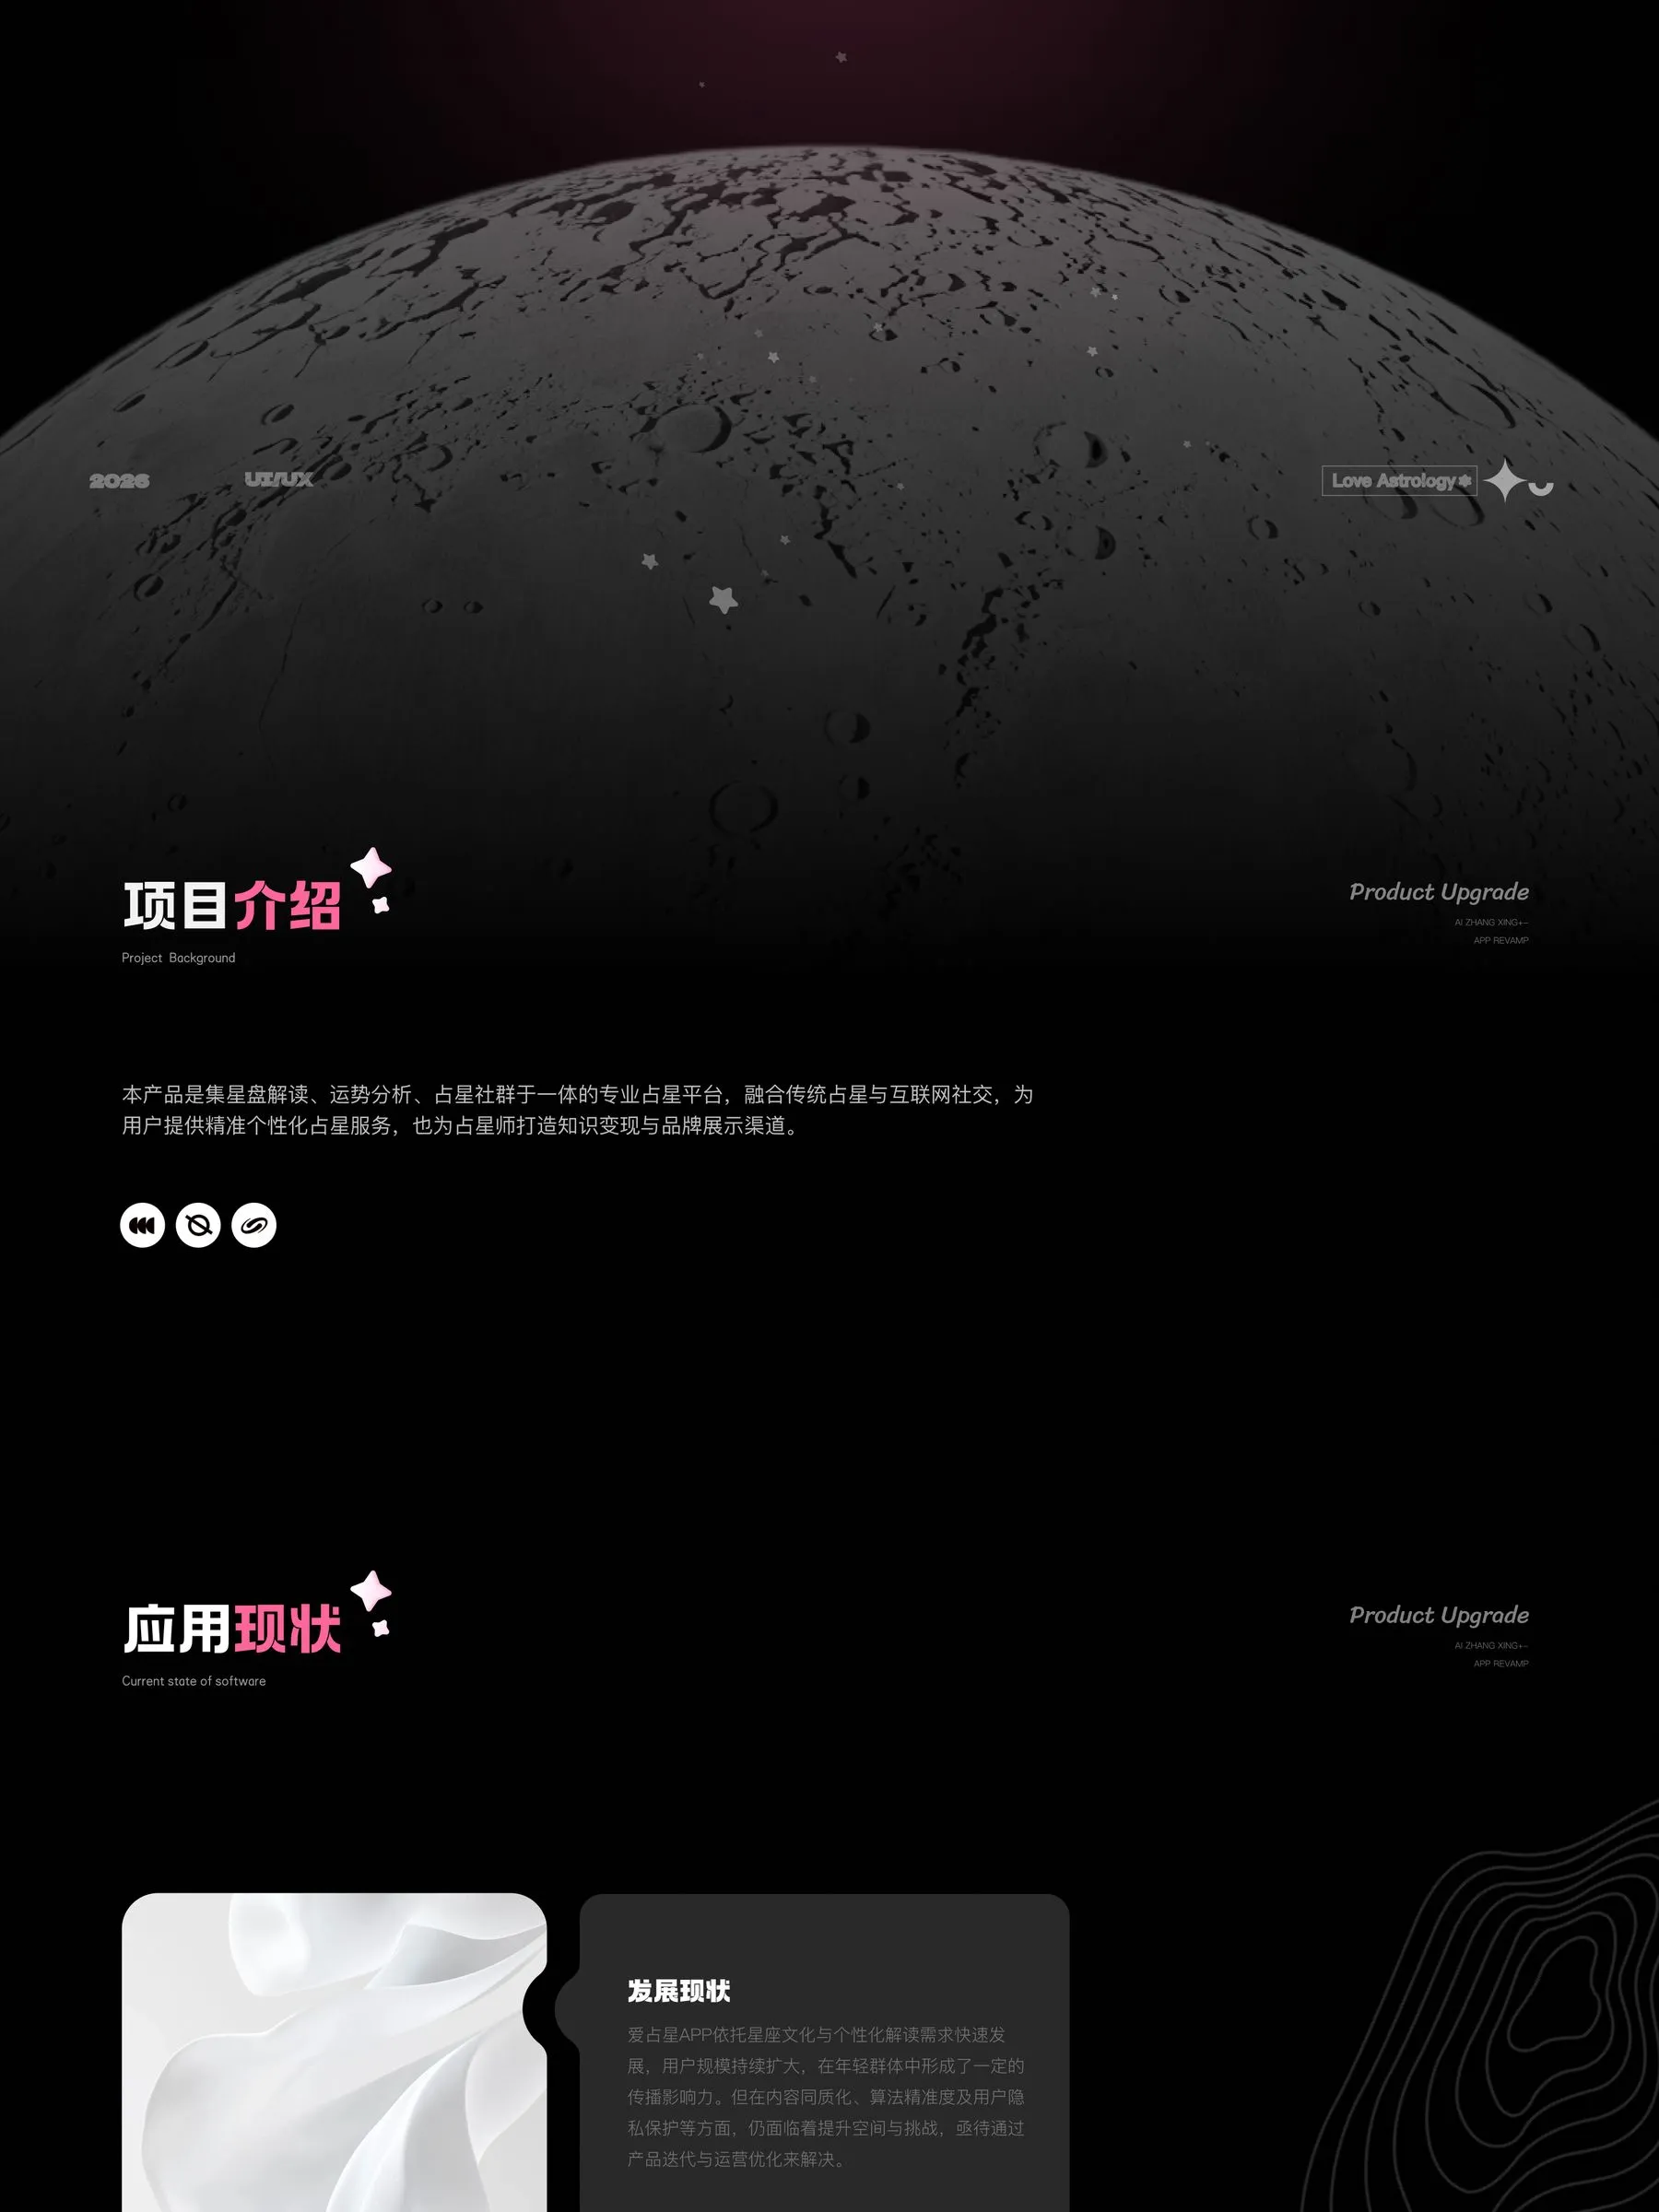 2026
UI/UX
Love Astrology
项目介绍
Project Background
Product Upgrade
AI ZHANG XING+~
APP REVAMP
本产品是集星盘解读、运势分析、占星社群于一体的专业占星平台，融合传统占星与互联网社交，为
用户提供精准个性化占星服务，也为占星师打造知识变现与品牌展示渠道。
应用现状
Current state of software
Product Upgrade
AI ZHANG XING+~
APP REVAMP
发展现状
爱占星APP依托星座文化与个性化解读需求快速发
展，用户规模持续扩大，在年轻群体中形成了一定的
传播影响力。但在内容同质化、算法精准度及用户隐
私保护等方面，仍面临着提升空间与挑战，亟待通过
产品迭代与运营优化来解决。